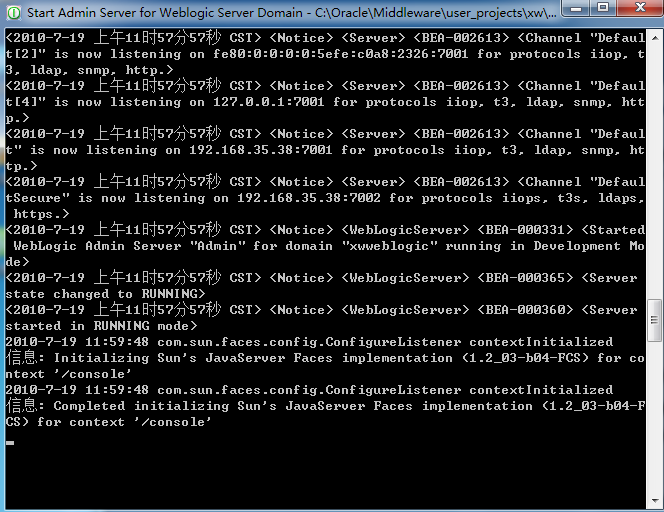 Start Admin Server for Weblogic Server Domain - C:\Oracle\Middleware\user_projects\xw\...
<2010-7-19 上午11时57分57秒 CST> <Notice> <Server> <BEA-002613> <Channel "Defaul
t[2]" is now listening on fe80:0:0:0:0:5efe:c0a8:2326:7001 for protocols iiop, t
3, ldap, snmp, http.>
<2010-7-19 上午11时57分57秒 CST> <Notice> <Server> <BEA-002613> <Channel "Defaul
t[4]" is now listening on 127.0.0.1:7001 for protocols iiop, t3, ldap, snmp, htt
p.>
<2010-7-19 上午11时57分57秒 CST> <Notice> <Server> <BEA-002613> <Channel "Defaul
t" is now listening on 192.168.35.38:7001 for protocols iiop, t3, ldap, snmp, ht
tp.>
<2010-7-19 上午11时57分57秒 CST> <Notice> <Server> <BEA-002613> <Channel "Defaul
tSecure" is now listening on 192.168.35.38:7002 for protocols iiops, t3s, ldaps,
 https.>
<2010-7-19 上午11时57分57秒 CST> <Notice> <WebLogicServer> <BEA-000331> <Started
 WebLogic Admin Server "Admin" for domain "xwweblogic" running in Development Mo
de>
<2010-7-19 上午11时57分57秒 CST> <Notice> <WebLogicServer> <BEA-000365> <Server
state changed to RUNNING>
<2010-7-19 上午11时57分57秒 CST> <Notice> <WebLogicServer> <BEA-000360> <Server
started in RUNNING mode>
2010-7-19 11:59:48 com.sun.faces.config.ConfigureListener contextInitialized
信息: Initializing Sun's JavaServer Faces implementation (1.2_03-b04-FCS) for co
ntext '/console'
2010-7-19 11:59:48 com.sun.faces.config.ConfigureListener contextInitialized
信息: Completed initializing Sun's JavaServer Faces implementation (1.2_03-b04-F
CS) for context '/console'